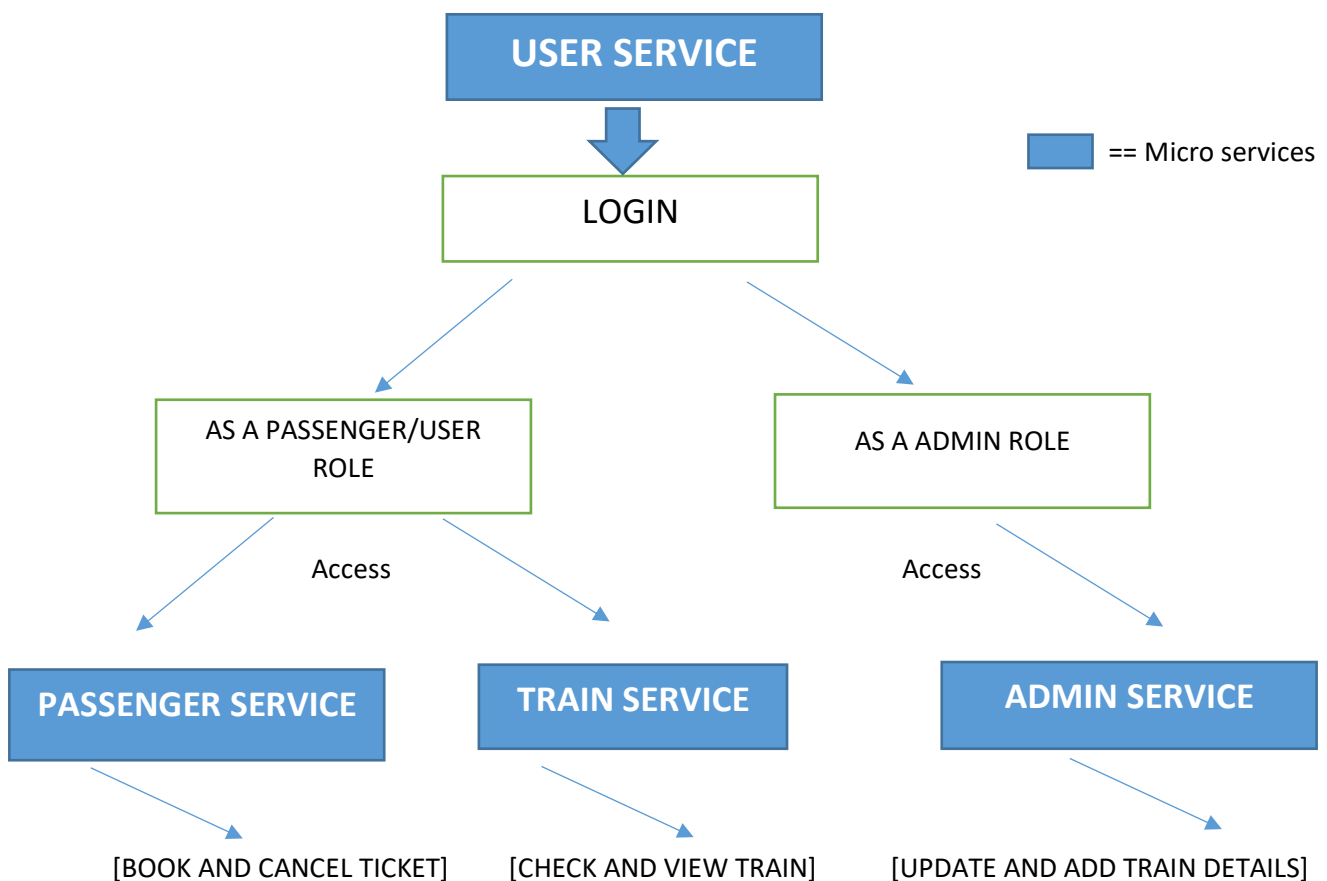 USER SERVICE
== Micro services
LOGIN
AS A PASSENGER/USER
ROLE
AS A ADMIN ROLE
Access
Access
PASSENGER SERVICE
TRAIN SERVICE
ADMIN SERVICE
[BOOK AND CANCEL TICKET]
[CHECK AND VIEW TRAIN]
[UPDATE AND ADD TRAIN DETAILS]